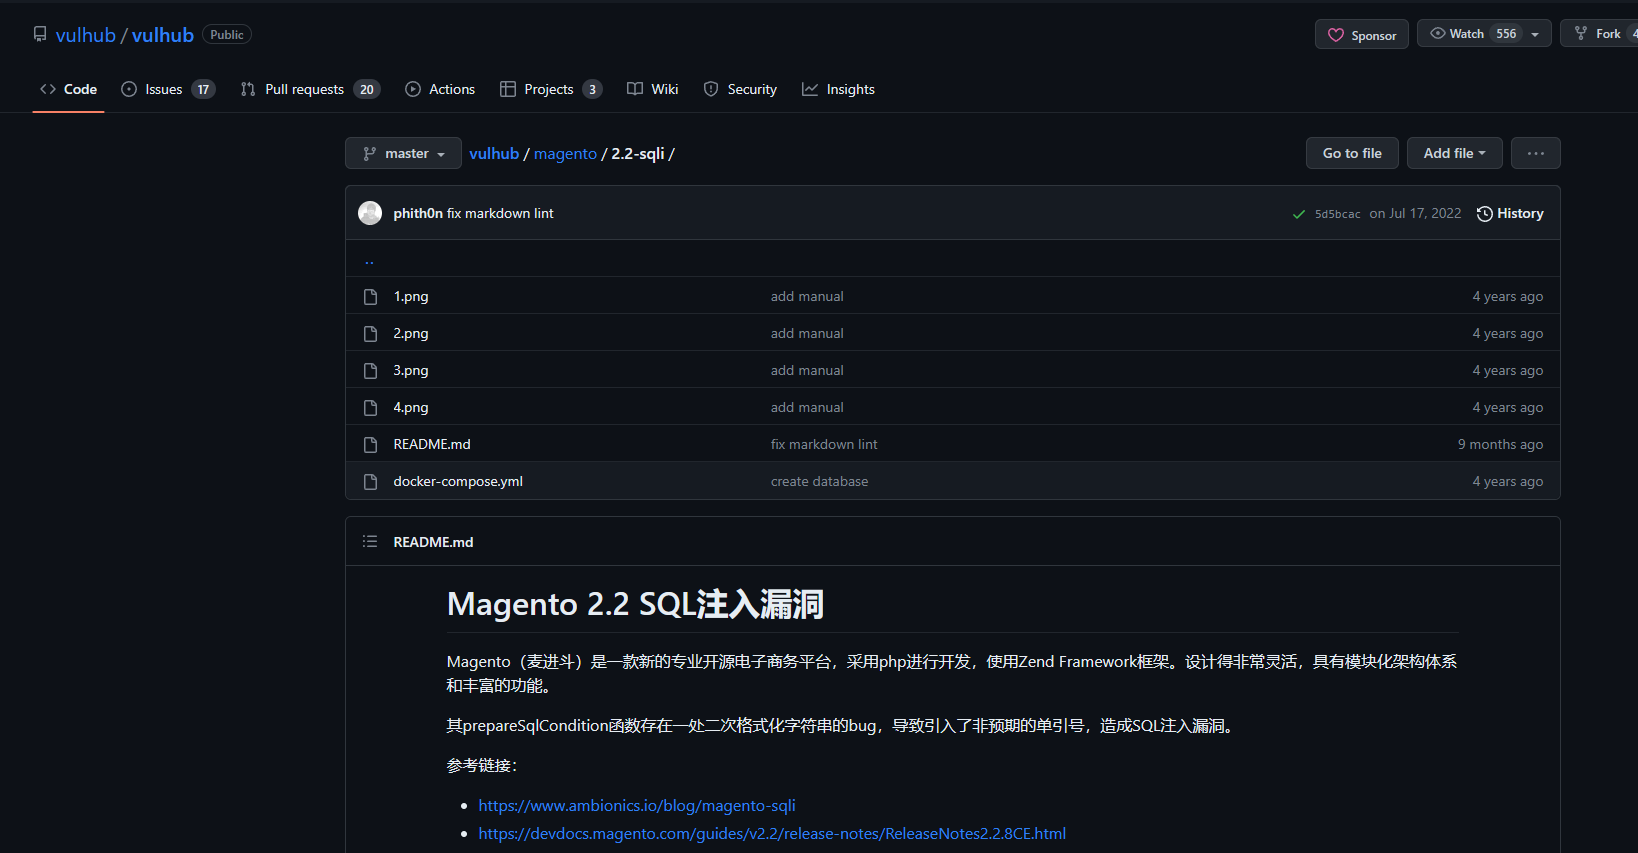 vulhub / vulhub Public Sponsor Watch 556 Fork 4
Code Issues 17 Pull requests 20 Actions Projects 3 Wiki Security Insights
master vulhub / magento / 2.2-sqli / Go to file Add file ...
phith0n fix markdown lint 5d5bcac on Jul 17, 2022 History
..
1.png add manual 4 years ago
2.png add manual 4 years ago
3.png add manual 4 years ago
4.png add manual 4 years ago
README.md fix markdown lint 9 months ago
docker-compose.yml create database 4 years ago
README.md
Magento 2.2 SQL注入漏洞
Magento（麦进斗）是一款新的专业开源电子商务平台，采用php进行开发，使用Zend Framework框架。设计得非常灵活，具有模块化架构体系
和丰富的功能。
其prepareSqlCondition函数存在一处二次格式化字符串的bug，导致引入了非预期的单引号，造成SQL注入漏洞。
参考链接：
https://www.ambionics.io/blog/magento-sqli
https://devdocs.magento.com/guides/v2.2/release-notes/ReleaseNotes2.2.8CE.html